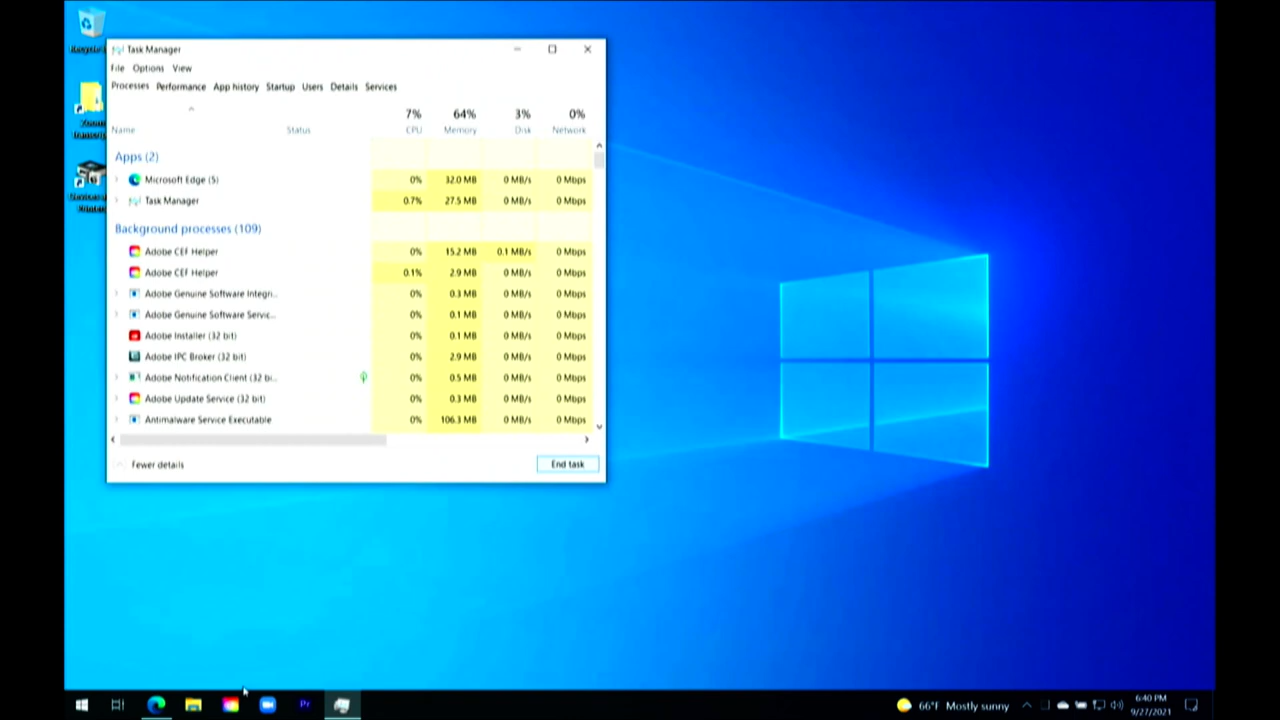 Recycle
Task Manager
File Options View
Processes Performance App history Startup Users Details Services
7% 64% 3% 0%
Name Status CPU Memory Disk Network
Apps (2)
Microsoft Edge (5) 0% 32.0 MB 0 MB/s 0 Mbps
Task Manager 0.7% 27.5 MB 0 MB/s 0 Mbps
Background processes (109)
Adobe CEF Helper 0% 15.2 MB 0.1 MB/s 0 Mbps
Adobe CEF Helper 0.1% 2.9 MB 0 MB/s 0 Mbps
Adobe Genuine Software Integri... 0% 0.3 MB 0 MB/s 0 Mbps
Adobe Genuine Software Servic... 0% 0.1 MB 0 MB/s 0 Mbps
Adobe Installer (32 bit) 0% 0.1 MB 0 MB/s 0 Mbps
Adobe IPC Broker (32 bit) 0% 2.9 MB 0 MB/s 0 Mbps
Adobe Notification Client (32 bi... 0% 0.5 MB 0 MB/s 0 Mbps
Adobe Update Service (32 bit) 0% 0.3 MB 0 MB/s 0 Mbps
Antimalware Service Executable 0% 106.3 MB 0 MB/s 0 Mbps
Fewer details End task
Zoom
Transcrip
Devices a
Printer
Pr
66°F Mostly sunny
6:40 PM
9/27/2021